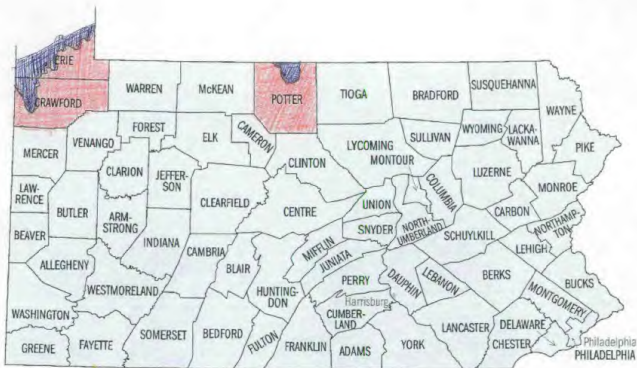 ERIE
CRAWFORD
WARREN
McKEAN
POTTER
TIOGA
BRADFORD
SUSQUEHANNA
WAYNE
MERCER
VENANGO
FOREST
ELK
CAMERON
CLINTON
LYCOMING
SULLIVAN
WYOMING
LACKA-
WANNA
PIKE
LAW-
RENCE
BUTLER
CLARION
JEFFER-
SON
CLEARFIELD
CENTRE
UNION
MONTOUR
COLUMBIA
LUZERNE
MONROE
BEAVER
ARM-
STRONG
INDIANA
CAMBRIA
BLAIR
HUNTING-
DON
MIFFLIN
SNYDER
NORTH-
UMBERLAND
SCHUYLKILL
CARBON
NORTHAMP-
TON
LEHIGH
ALLEGHENY
WESTMORELAND
JUNIATA
PERRY
DAUPHIN
LEBANON
BERKS
BUCKS
MONTGOMERY
Harrisburg
WASHINGTON
GREENE
FAYETTE
SOMERSET
BEDFORD
FULTON
FRANKLIN
CUMBER-
LAND
ADAMS
YORK
LANCASTER
CHESTER
DELAWARE
Philadelphia
PHILADELPHIA